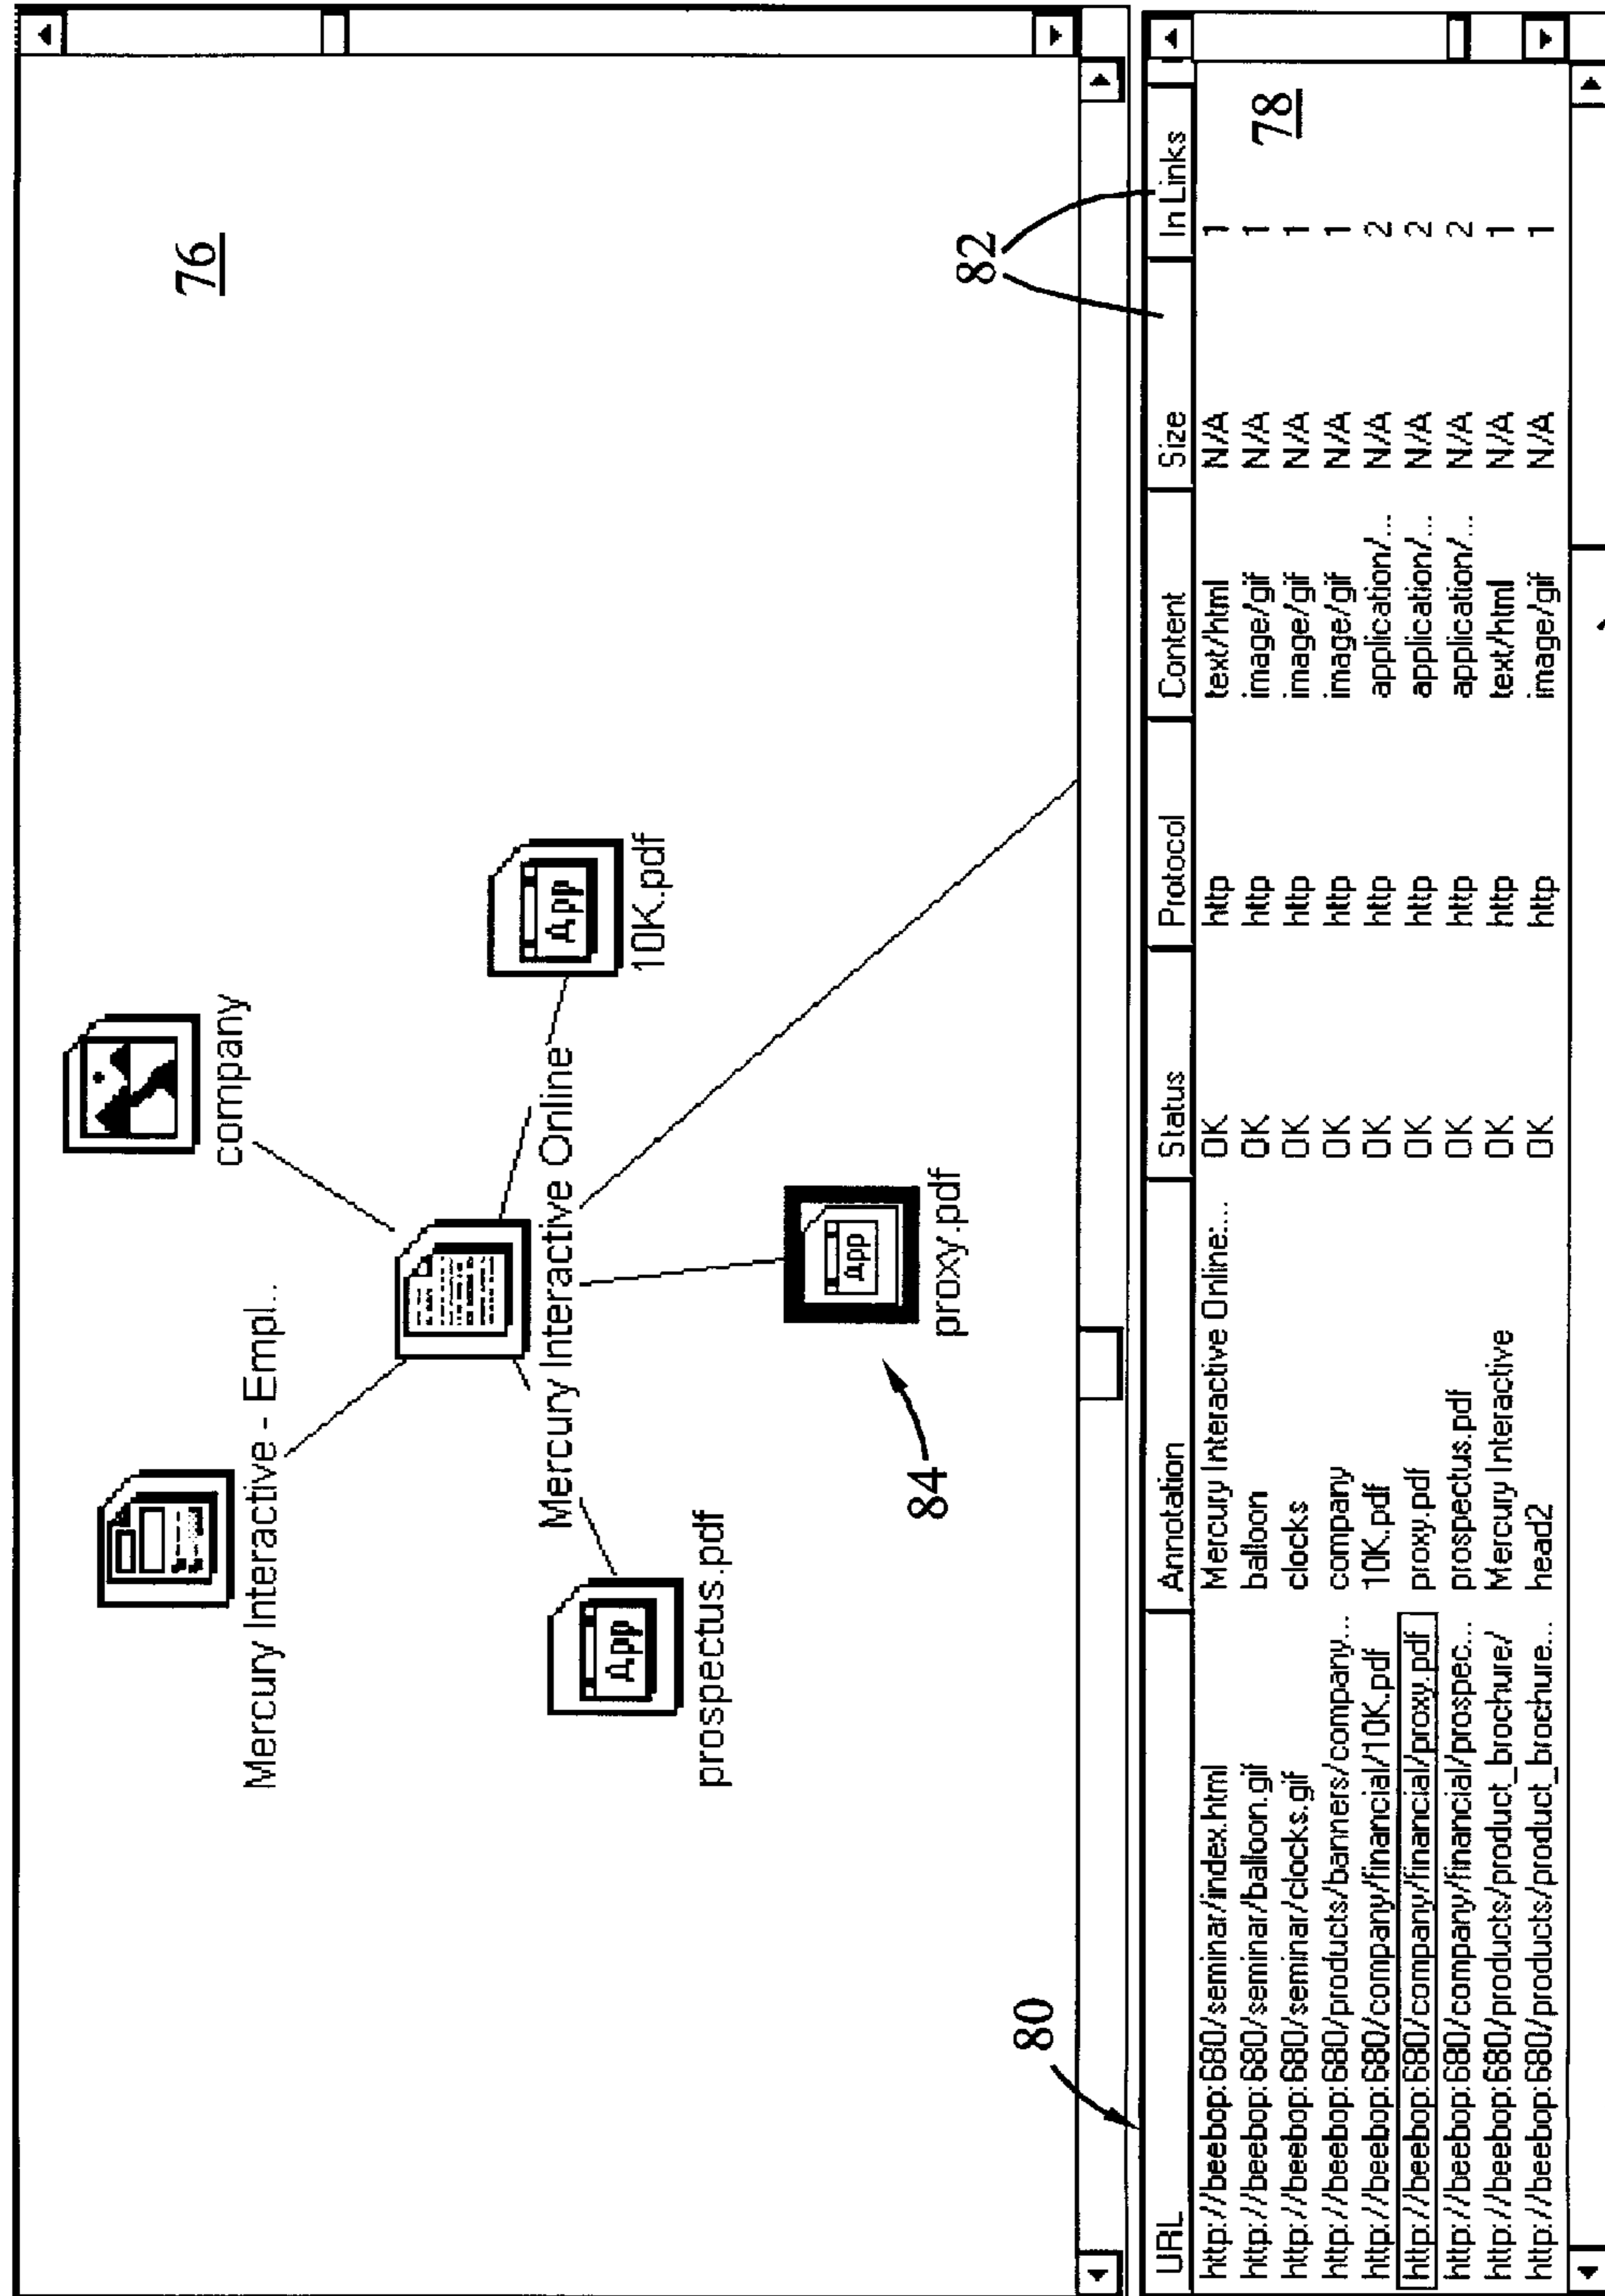 76
Mercury Interactive - Empl...
company
Mercury Interactive Online
App
10K.pdf
App
prospectus.pdf
App
proxy.pdf
84
80
82
URL Annotation Status Protocol Content Size In Links
http://beebop:680/seminar/index.html Mercury Interactive Online:... OK http text/html N/A 1
http://beebop:680/seminar/balloon.gif balloon OK http image/gif N/A 1
http://beebop:680/seminar/clocks.gif clocks OK http image/gif N/A 1
http://beebop:680/products/banners/company... company OK http image/gif N/A 1
http://beebop:680/company/financial/10K.pdf 10K.pdf OK http application/... N/A 2
http://beebop:680/company/financial/proxy.pdf proxy.pdf OK http application/... N/A 2
http://beebop:680/company/financial/prospec... prospectus.pdf OK http application/... N/A 2
http://beebop:680/products/product_brochure/ Mercury Interactive OK http text/html N/A 1
http://beebop:680/products/product_brochure... head2 OK http image/gif N/A 1
78